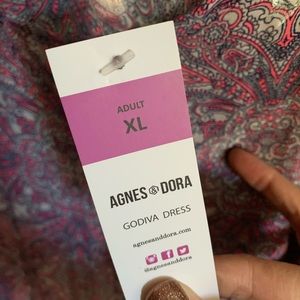 ADULT
XL
AGNES & DORA
GODIVA DRESS
agnesanddora.com
@agnesanddora